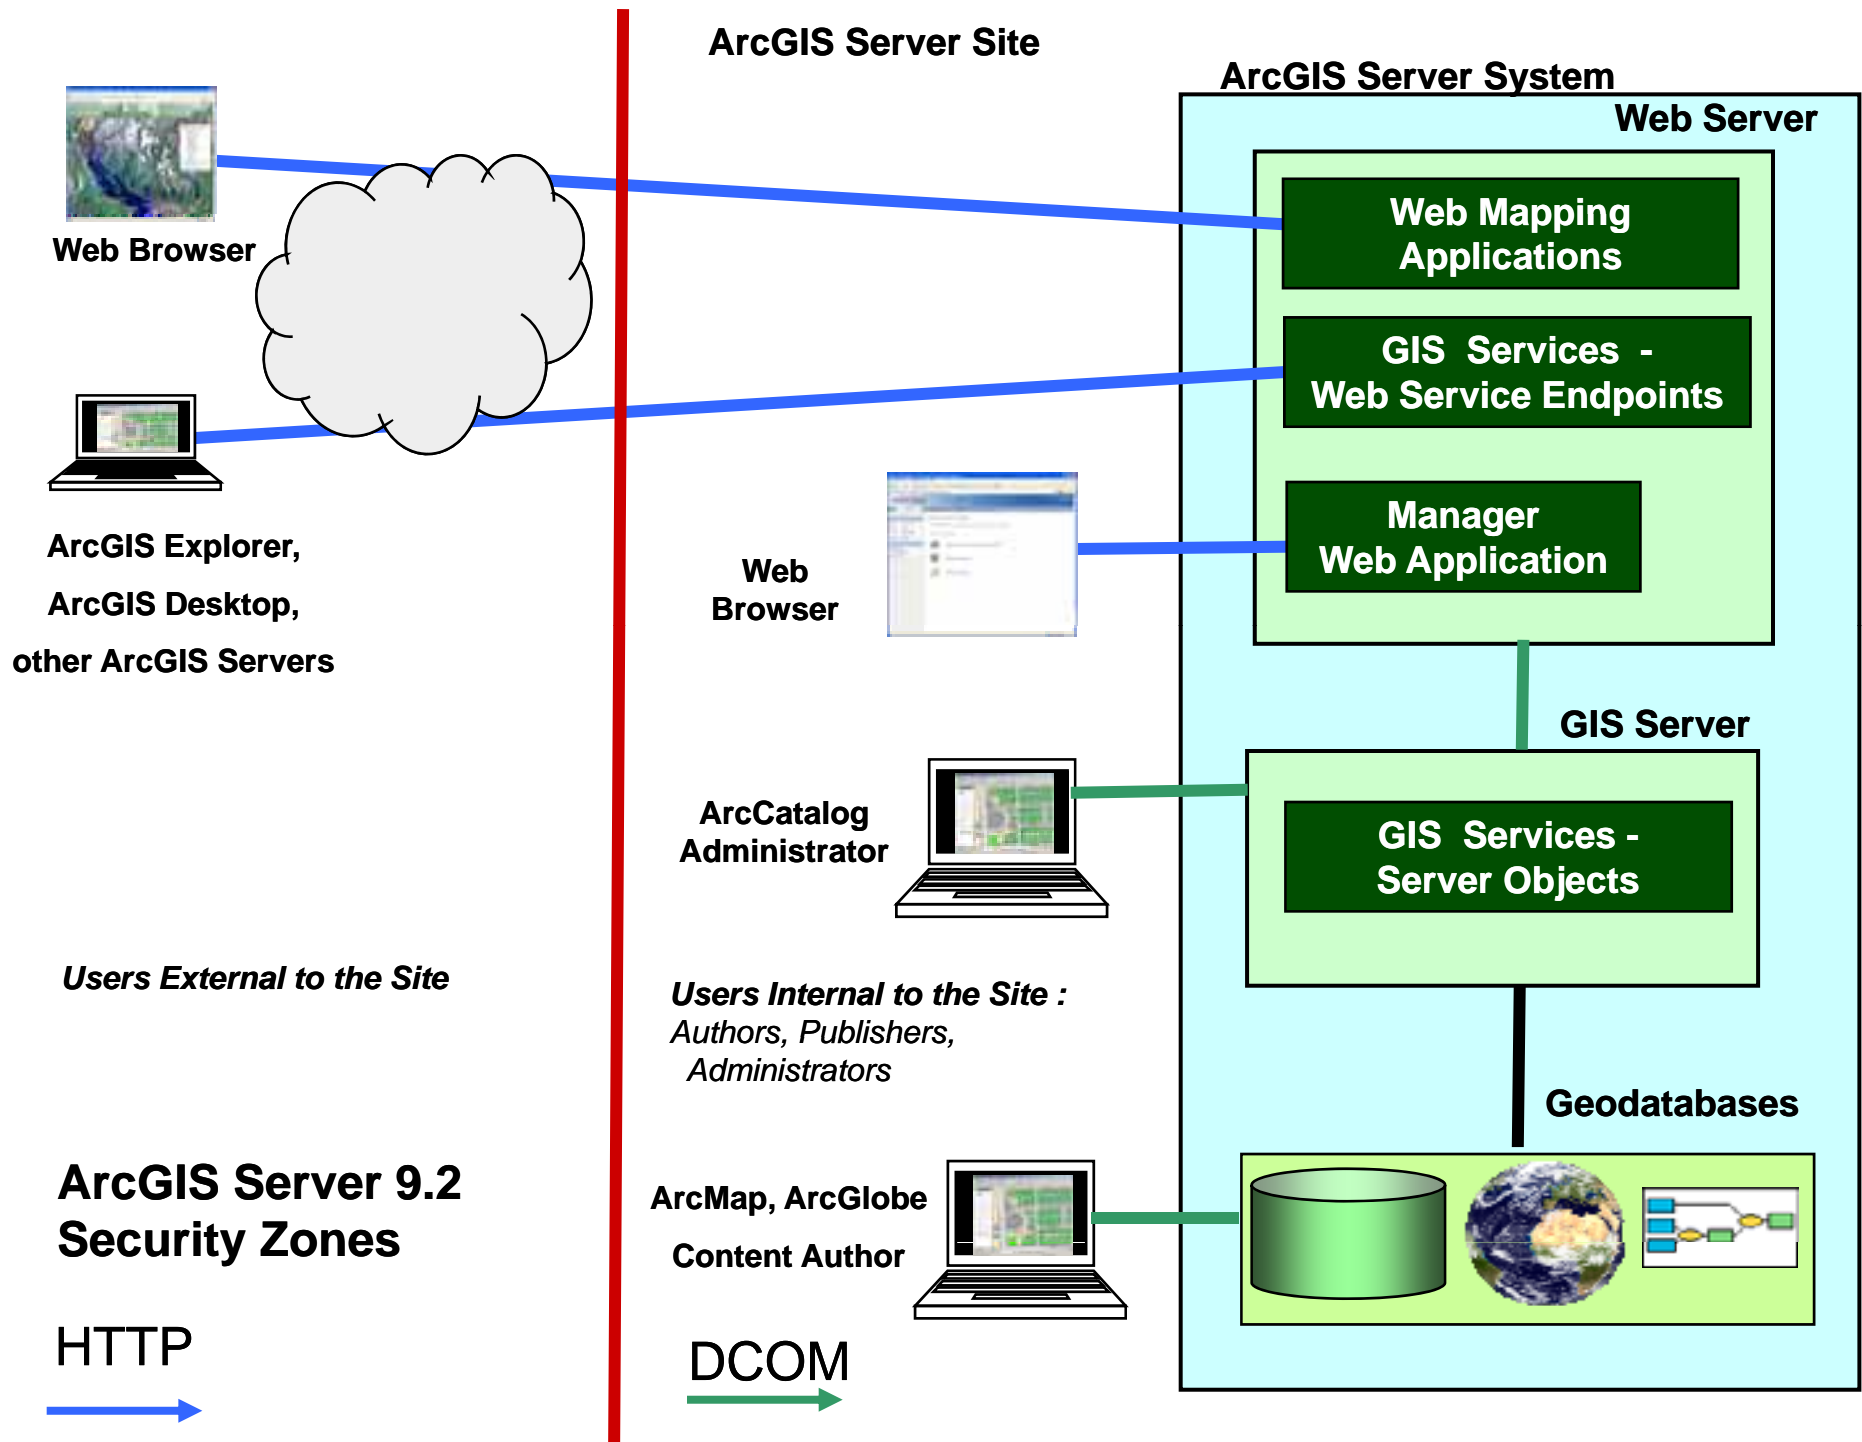 ArcGIS Server Site
ArcGIS Server System
Web Server
Web Browser
Web Mapping
Applications
GIS Services -
Web Service Endpoints
ArcGIS Explorer,
ArcGIS Desktop,
other ArcGIS Servers
Web
Browser
Manager
Web Application
GIS Server
ArcCatalog
Administrator
GIS Services -
Server Objects
Users External to the Site
Users Internal to the Site :
Authors, Publishers,
Administrators
Geodatabases
ArcGIS Server 9.2
Security Zones
ArcMap, ArcGlobe
Content Author
HTTP
DCOM